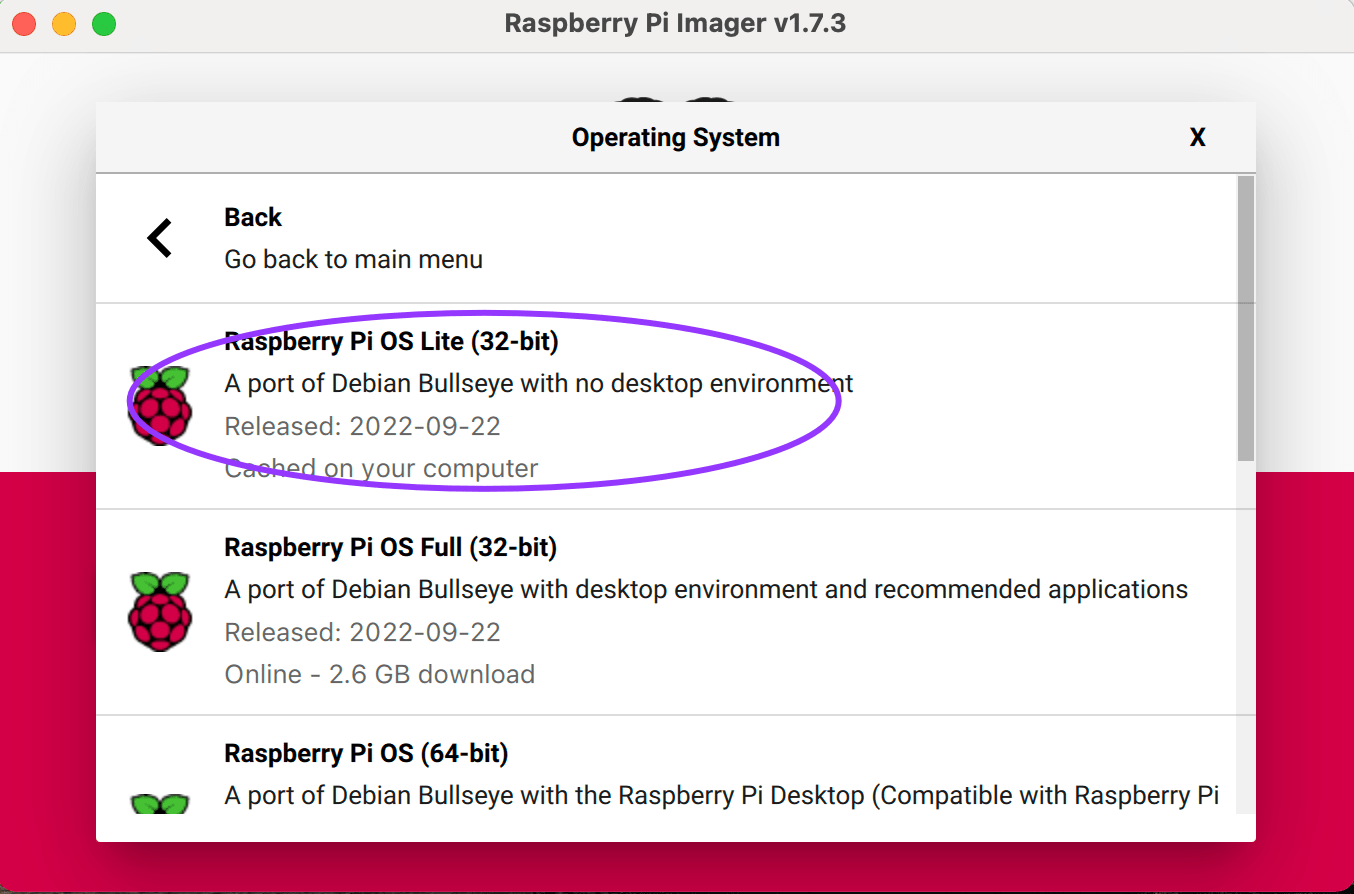 Raspberry Pi Imager v1.7.3
Operating System
X
Back
Go back to main menu
Raspberry Pi OS Lite (32-bit)
A port of Debian Bullseye with no desktop environment
Released: 2022-09-22
Cached on your computer
Raspberry Pi OS Full (32-bit)
A port of Debian Bullseye with desktop environment and recommended applications
Released: 2022-09-22
Online - 2.6 GB download
Raspberry Pi OS (64-bit)
A port of Debian Bullseye with the Raspberry Pi Desktop (Compatible with Raspberry Pi